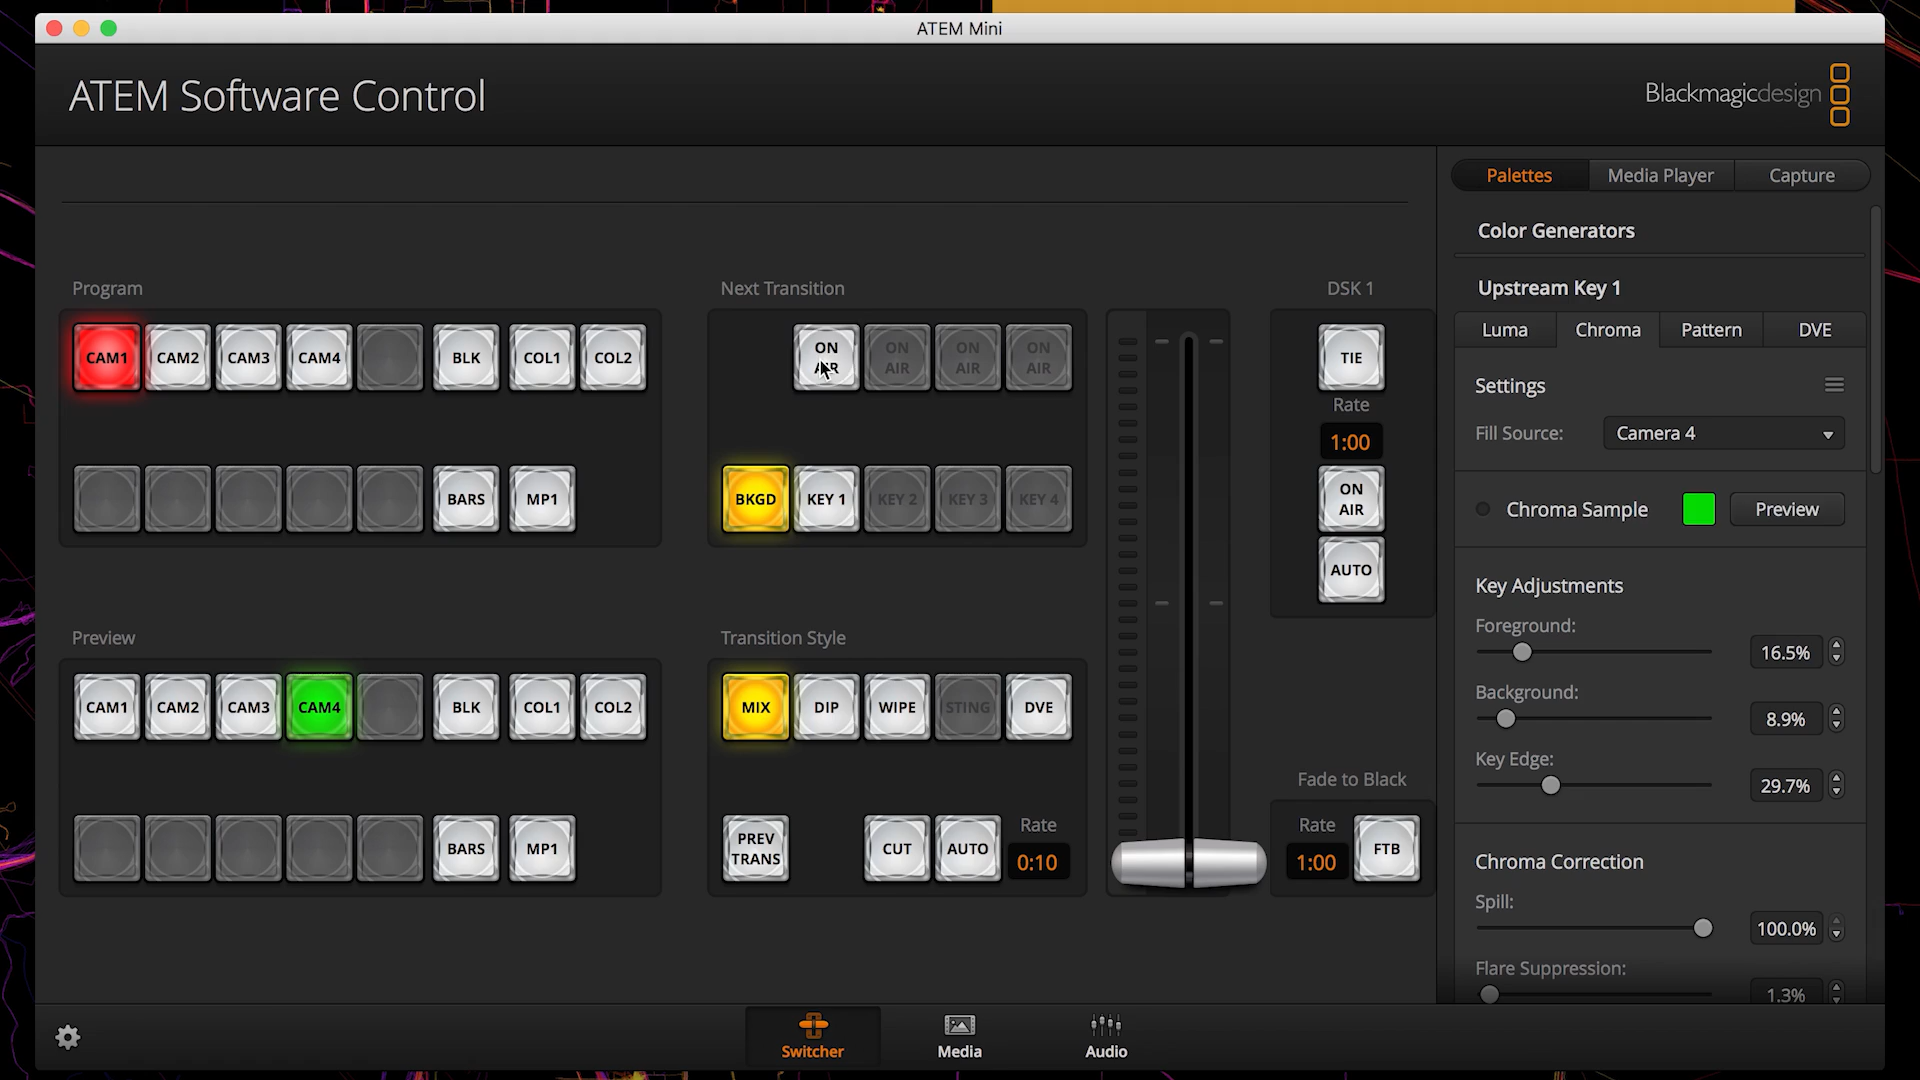 ATEM Mini
ATEM Software Control
Blackmagicdesign
Palettes
Media Player
Capture
Color Generators
Upstream Key 1
Luma
Chroma
Pattern
DVE
Settings
Fill Source:
Camera 4
Chroma Sample
Preview
Key Adjustments
Foreground:
16.5%
Background:
8.9%
Key Edge:
29.7%
Chroma Correction
Spill:
100.0%
Flare Suppression:
1.3%
Program
CAM1 CAM2 CAM3 CAM4 BLK COL1 COL2
BARS MP1
Next Transition
ON ON ON ON
AIR AIR AIR AIR
BKGD KEY 1 KEY 2 KEY 3 KEY 4
DSK 1
TIE
Rate
1:00
ON
AIR
AUTO
Preview
CAM1 CAM2 CAM3 CAM4 BLK COL1 COL2
BARS MP1
Transition Style
MIX DIP WIPE STING DVE
PREV
TRANS
CUT
AUTO
Rate
0:10
Fade to Black
Rate
1:00
FTB
Switcher
Media
Audio